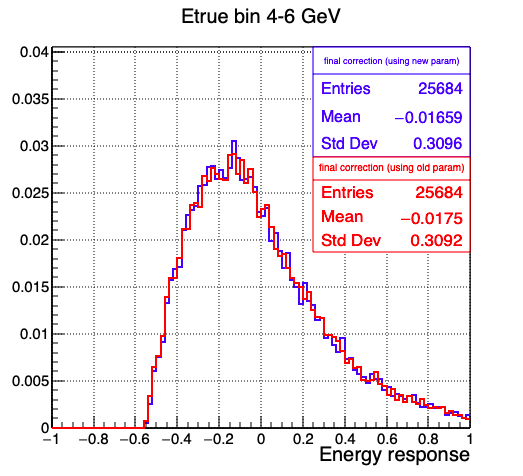 Etrue bin 4-6 GeV
0.04
0.035
0.03
0.025
0.02
0.015
0.01
0.005
0
final correction (using new param)
Entries 25684
Mean −0.01659
Std Dev 0.3096
final correction (using old param)
Entries 25684
Mean −0.0175
Std Dev 0.3092
−1 −0.8 −0.6 −0.4 −0.2 0 0.2 0.4 0.6 0.8 1
Energy response